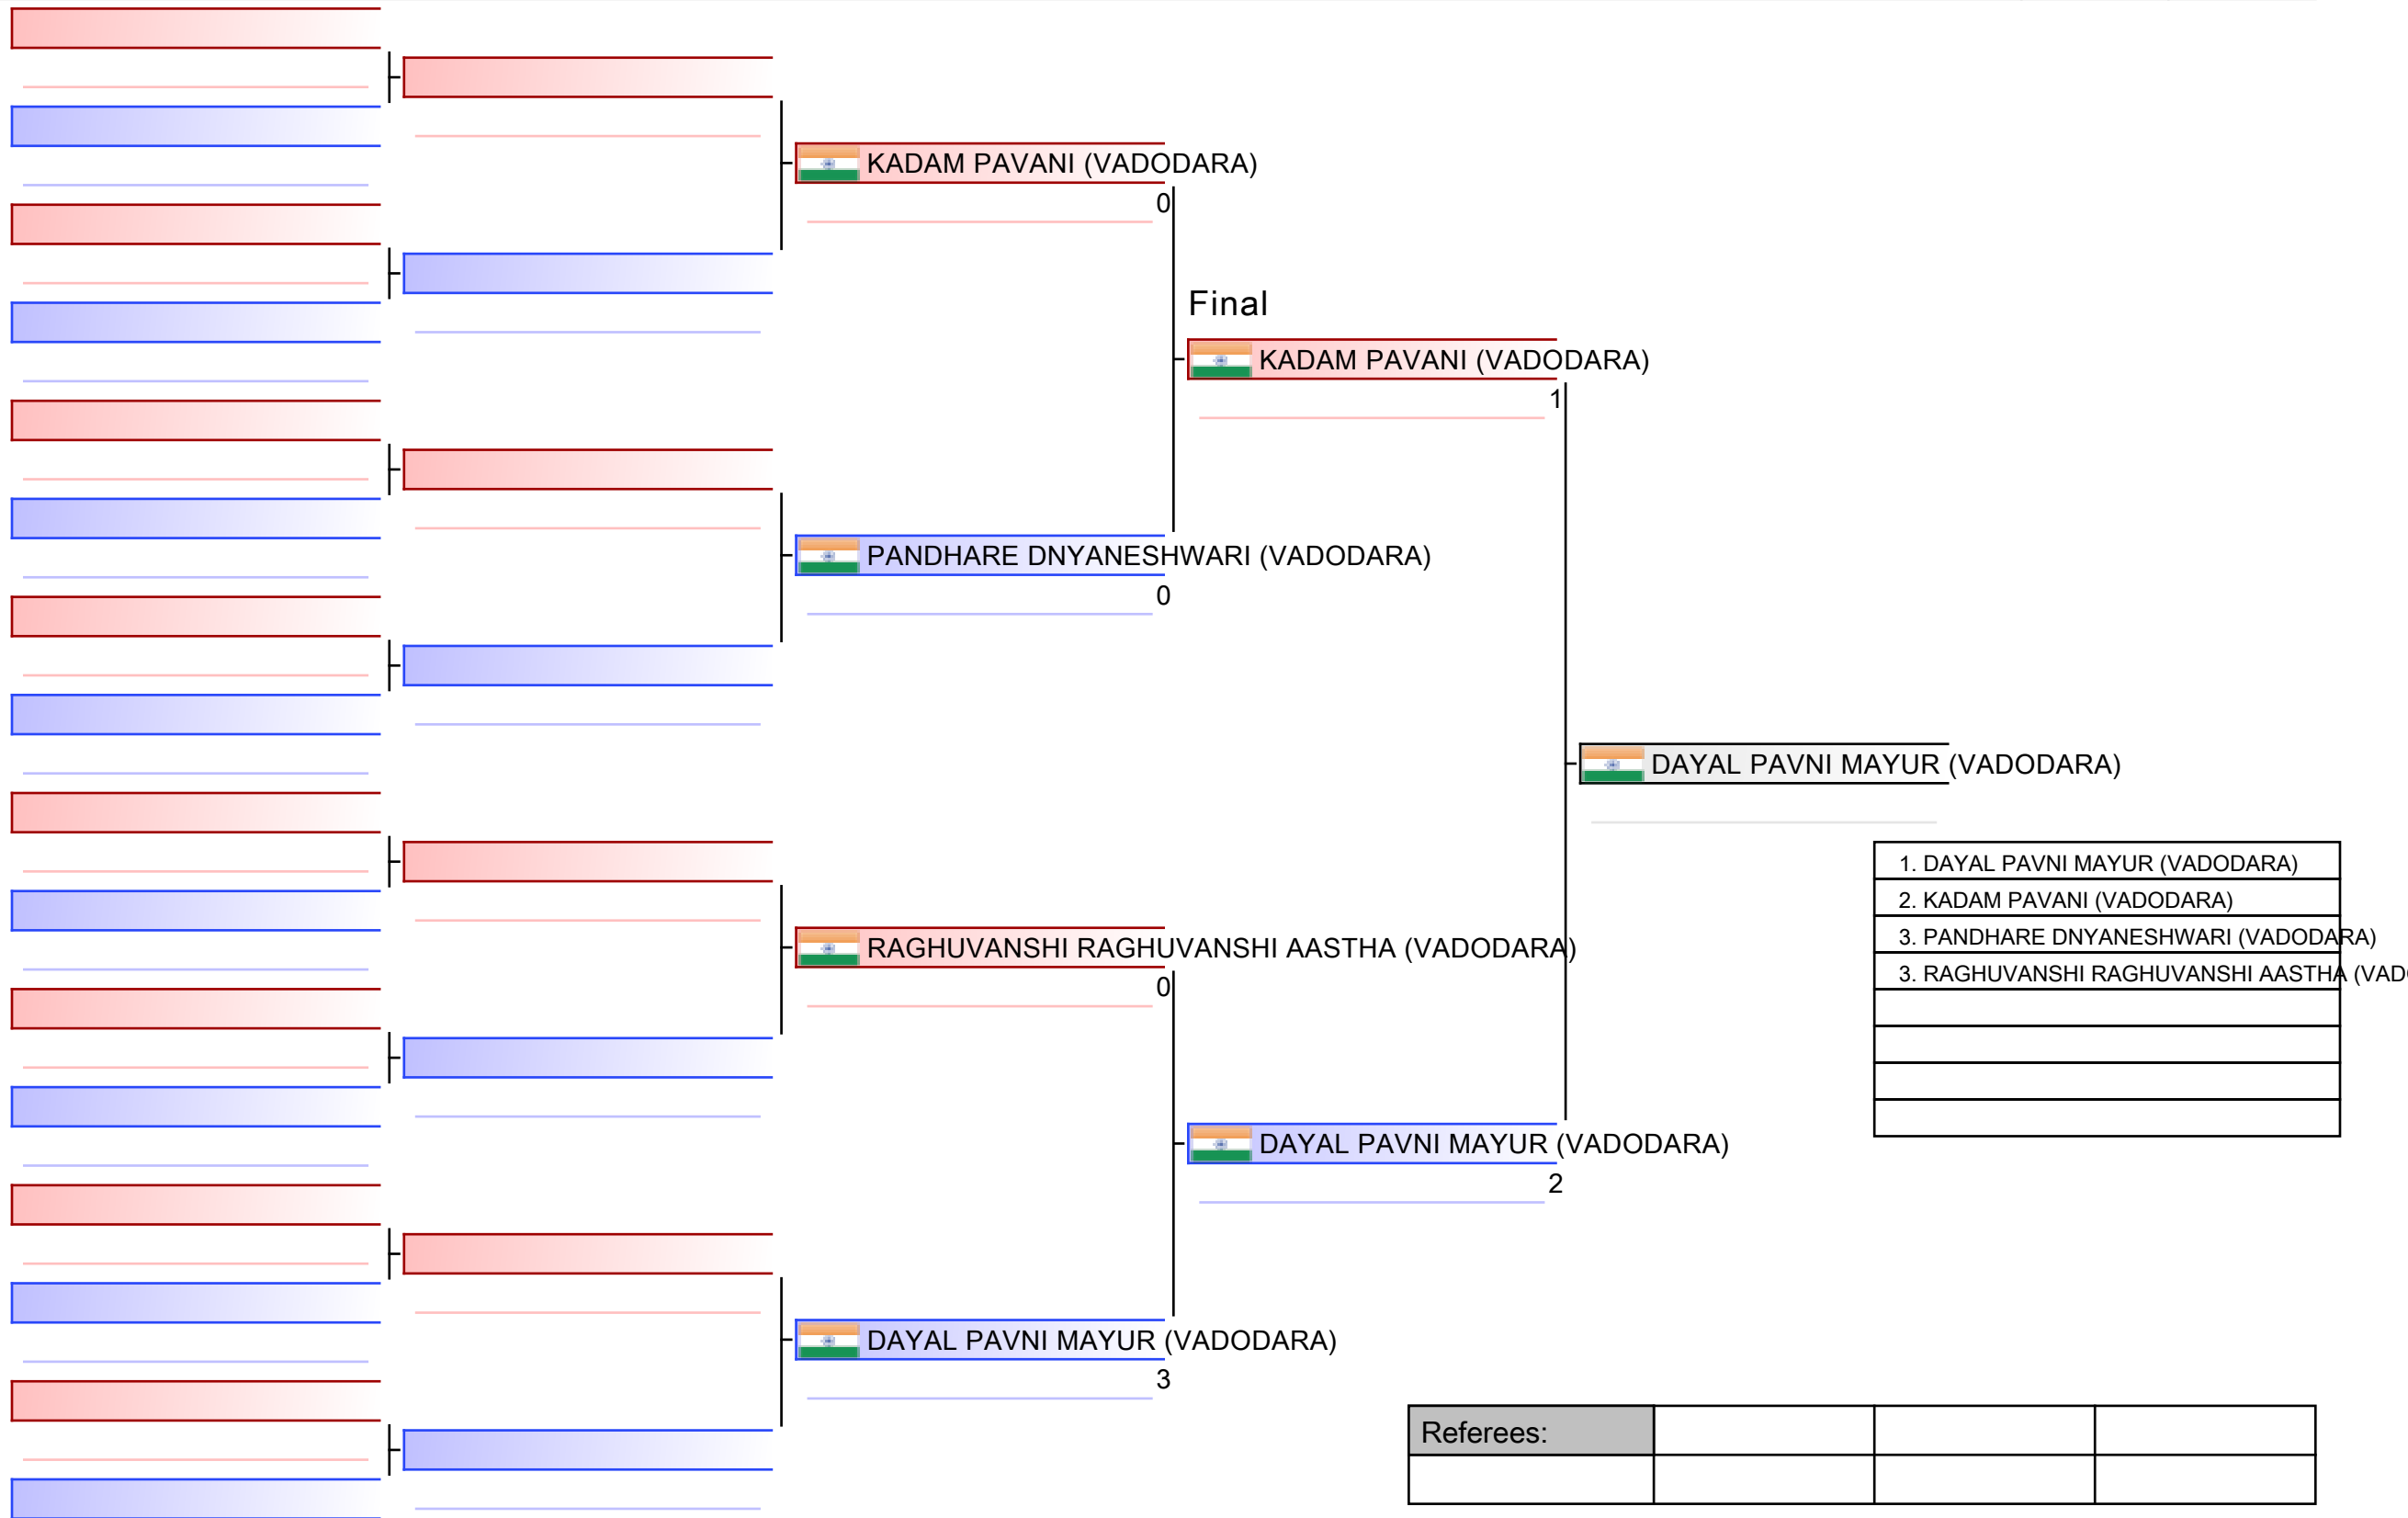 KADAM PAVANI (VADODARA)
0
Final
KADAM PAVANI (VADODARA)
1
PANDHARE DNYANESHWARI (VADODARA)
0
DAYAL PAVNI MAYUR (VADODARA)
1. DAYAL PAVNI MAYUR (VADODARA)
2. KADAM PAVANI (VADODARA)
3. PANDHARE DNYANESHWARI (VADODARA)
3. RAGHUVANSHI RAGHUVANSHI AASTHA (VAD
RAGHUVANSHI RAGHUVANSHI AASTHA (VADODARA)
0
DAYAL PAVNI MAYUR (VADODARA)
2
DAYAL PAVNI MAYUR (VADODARA)
3
Referees: